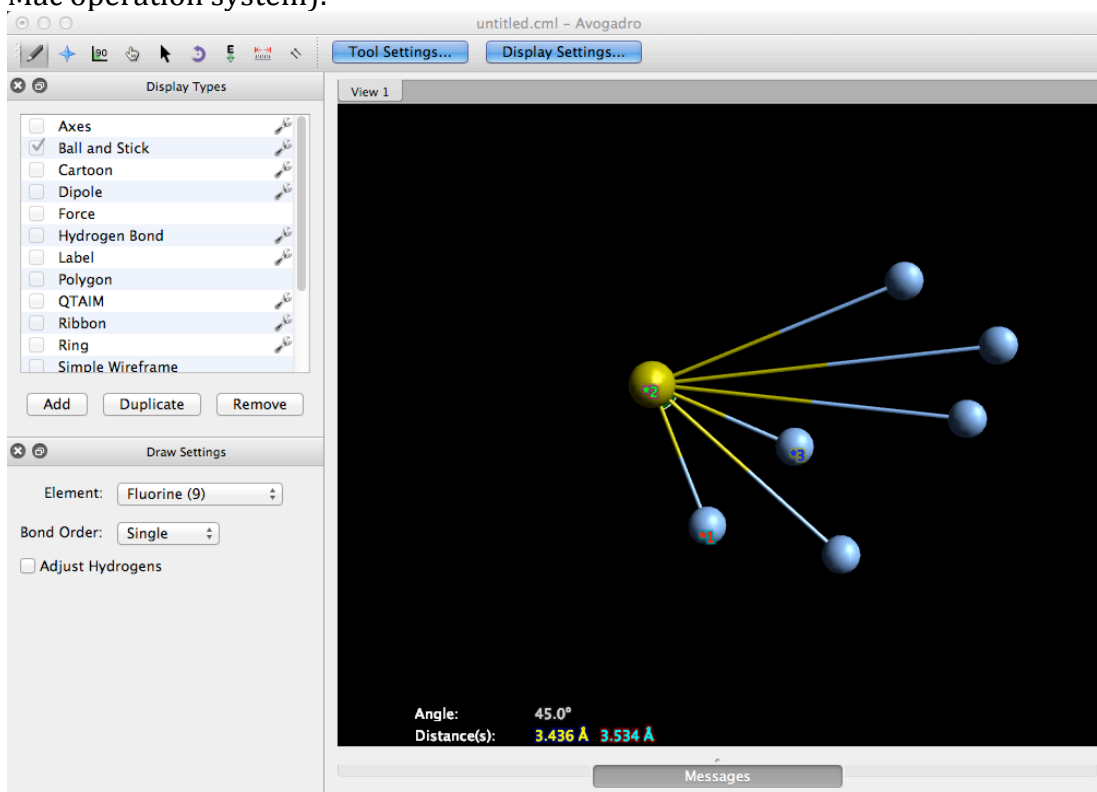 Mac operation system).
untitled.cml – Avogadro
90
E
Tool Settings...
Display Settings...
Display Types
View 1
Axes
Ball and Stick
Cartoon
Dipole
Force
Hydrogen Bond
Label
Polygon
QTAIM
Ribbon
Ring
Simple Wireframe
Add
Duplicate
Remove
Draw Settings
Element: Fluorine (9)
Bond Order: Single
Adjust Hydrogens
*2
*3
*1
Angle: 45.0°
Distance(s): 3.436 Å 3.534 Å
Messages